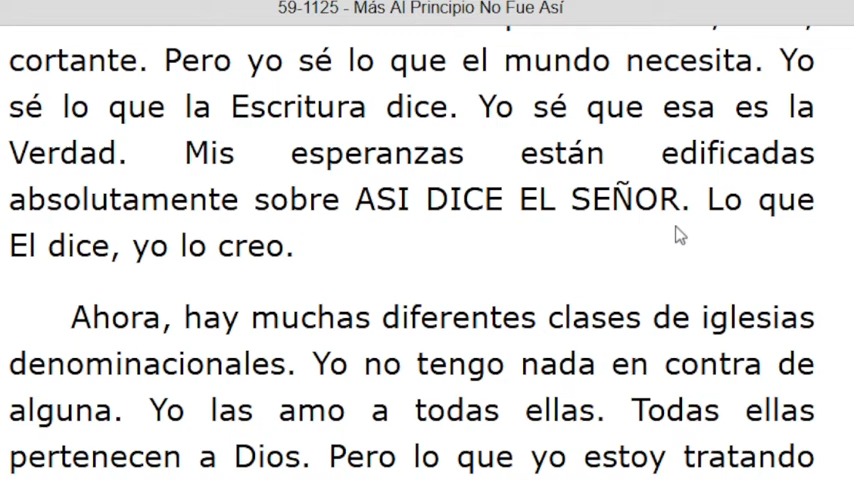 59-1125 - Más Al Principio No Fue Así
cortante. Pero yo sé lo que el mundo necesita. Yo
sé lo que la Escritura dice. Yo sé que esa es la
Verdad. Mis esperanzas están edificadas
absolutamente sobre ASI DICE EL SEÑOR. Lo que
El dice, yo lo creo.
Ahora, hay muchas diferentes clases de iglesias
denominacionales. Yo no tengo nada en contra de
alguna. Yo las amo a todas ellas. Todas ellas
pertenecen a Dios. Pero lo que yo estoy tratando